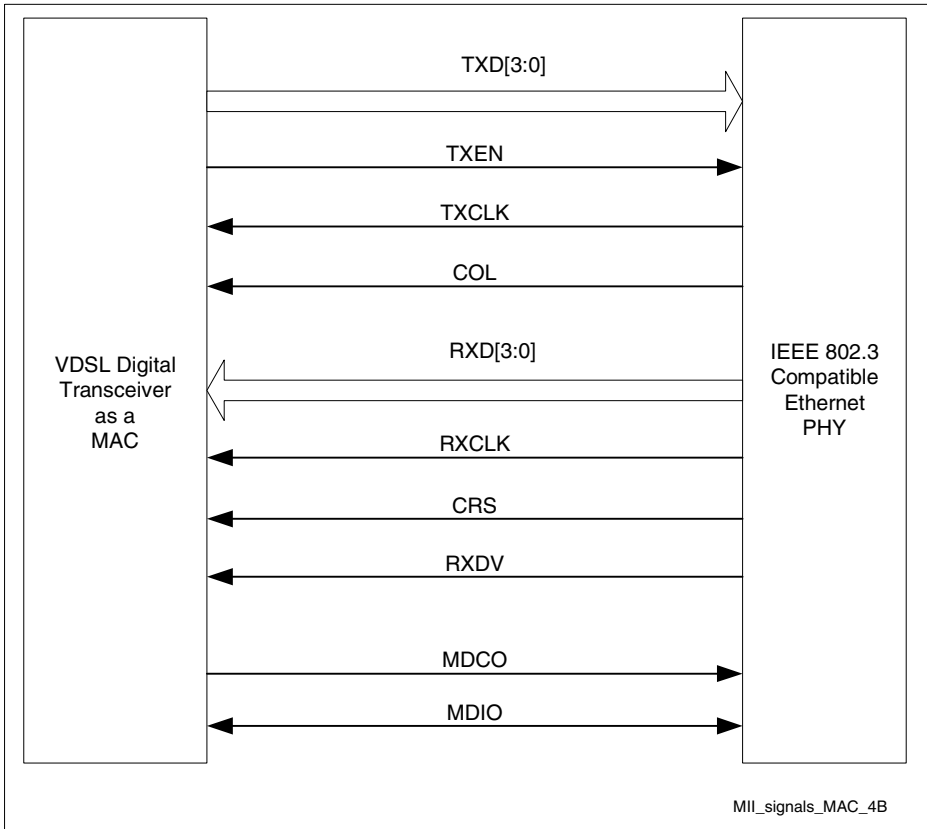 TXD[3:0]
TXEN
TXCLK
COL
RXD[3:0]
VDSL Digital
Transceiver
as a
MAC
IEEE 802.3
Compatible
Ethernet
PHY
RXCLK
CRS
RXDV
MDCO
MDIO
MII_signals_MAC_4B